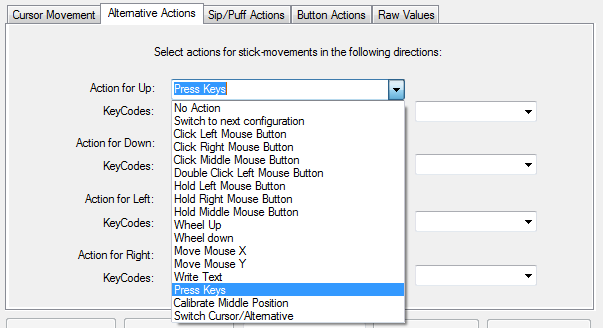 Cursor Movement Alternative Actions Sip/Puff Actions Button Actions Raw Values
Select actions for stick-movements in the following directions:
Action for Up: Press Keys
KeyCodes:
Action for Down:
KeyCodes:
Action for Left:
KeyCodes:
Action for Right:
KeyCodes:
No Action
Switch to next configuration
Click Left Mouse Button
Click Right Mouse Button
Click Middle Mouse Button
Double Click Left Mouse Button
Hold Left Mouse Button
Hold Right Mouse Button
Hold Middle Mouse Button
Wheel Up
Wheel down
Move Mouse X
Move Mouse Y
Write Text
Press Keys
Calibrate Middle Position
Switch Cursor/Alternative